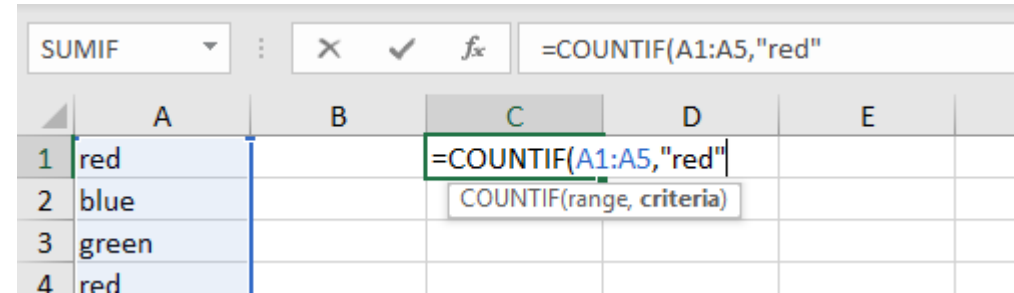 SUMIF fx =COUNTIF(A1:A5,"red"
A B C D E
1 red =COUNTIF(A1:A5,"red"
2 blue COUNTIF(range, criteria)
3 green
4 red